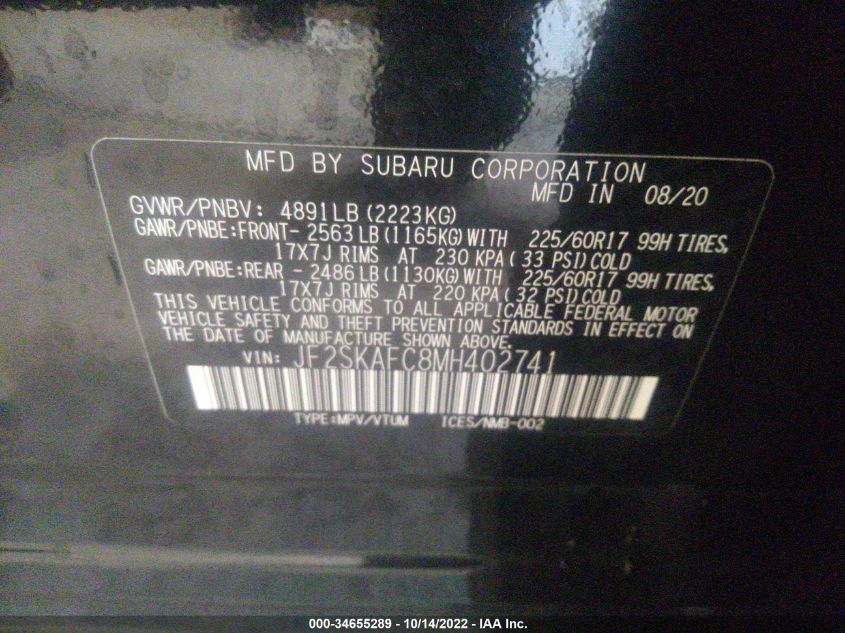 MFD BY SUBARU CORPORATION
MFD IN 08/20
GVWR/PNBV: 4891LB (2223KG)
GAWR/PNBE:FRONT- 2563 LB (1165KG) WITH 225/60R17 99H TIRES,
17X7J RIMS AT 230 KPA ( 33 PSI) COLD
GAWR/PNBE:REAR - 2486 LB (1130KG) WITH 225/60R17 99H TIRES,
17X7J RIMS AT 220 KPA ( 32 PSI) COLD
THIS VEHICLE CONFORMS TO ALL APPLICABLE FEDERAL MOTOR
VEHICLE SAFETY AND THEFT PREVENTION STANDARDS IN EFFECT ON
THE DATE OF MANUFACTURE SHOWN ABOVE.
VIN: JF2SKAFC8MH402741
TYPE:MPV/VTUM ICES/NMB-002
000-34655289 - 10/14/2022 - IAA Inc.